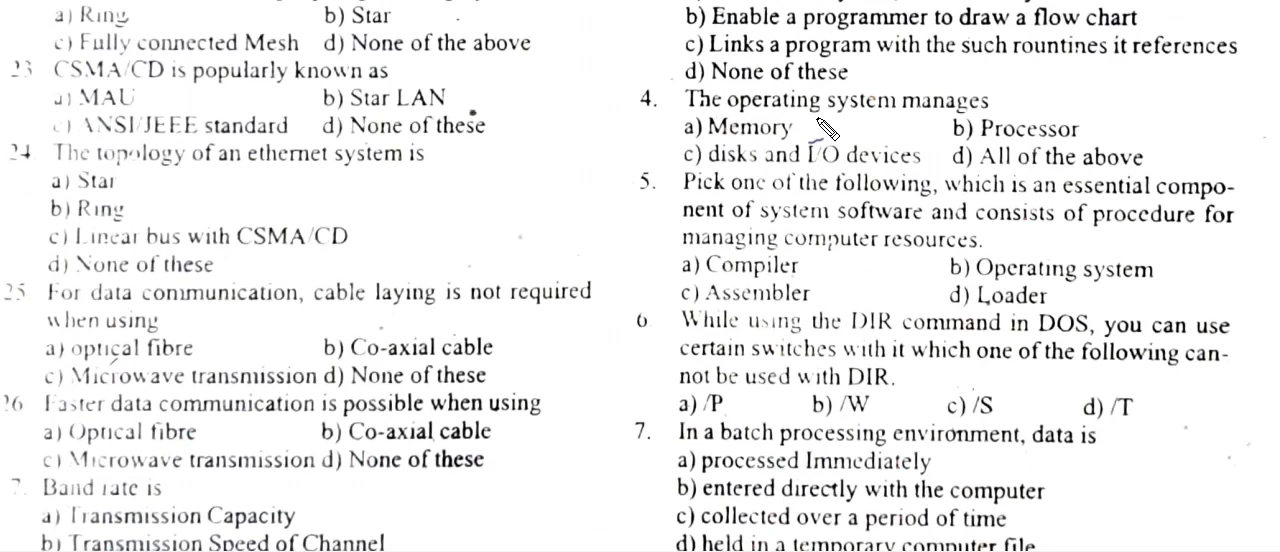 a) Ring b) Star
c) Fully connected Mesh d) None of the above
23 CSMA/CD is popularly known as
a) MAU b) Star LAN
c) ANSI/JEEE standard d) None of these
24 The topology of an ethernet system is
a) Star
b) Ring
c) Linear bus with CSMA/CD
d) None of these
25 For data communication, cable laying is not required
when using
a) optical fibre b) Co-axial cable
c) Microwave transmission d) None of these
26 Faster data communication is possible when using
a) Optical fibre b) Co-axial cable
c) Microwave transmission d) None of these
7. Band rate is
a) Transmission Capacity
b) Transmission Speed of Channel
b) Enable a programmer to draw a flow chart
c) Links a program with the such rountines it references
d) None of these
4. The operating system manages
a) Memory b) Processor
c) disks and I/O devices d) All of the above
5. Pick one of the following, which is an essential compo-
nent of system software and consists of procedure for
managing computer resources.
a) Compiler b) Operating system
c) Assembler d) Loader
6 While using the DIR command in DOS, you can use
certain switches with it which one of the following can-
not be used with DIR.
a) /P b) /W c) /S d) /T
7. In a batch processing environment, data is
a) processed Immediately
b) entered directly with the computer
c) collected over a period of time
d) held in a temporary computer file